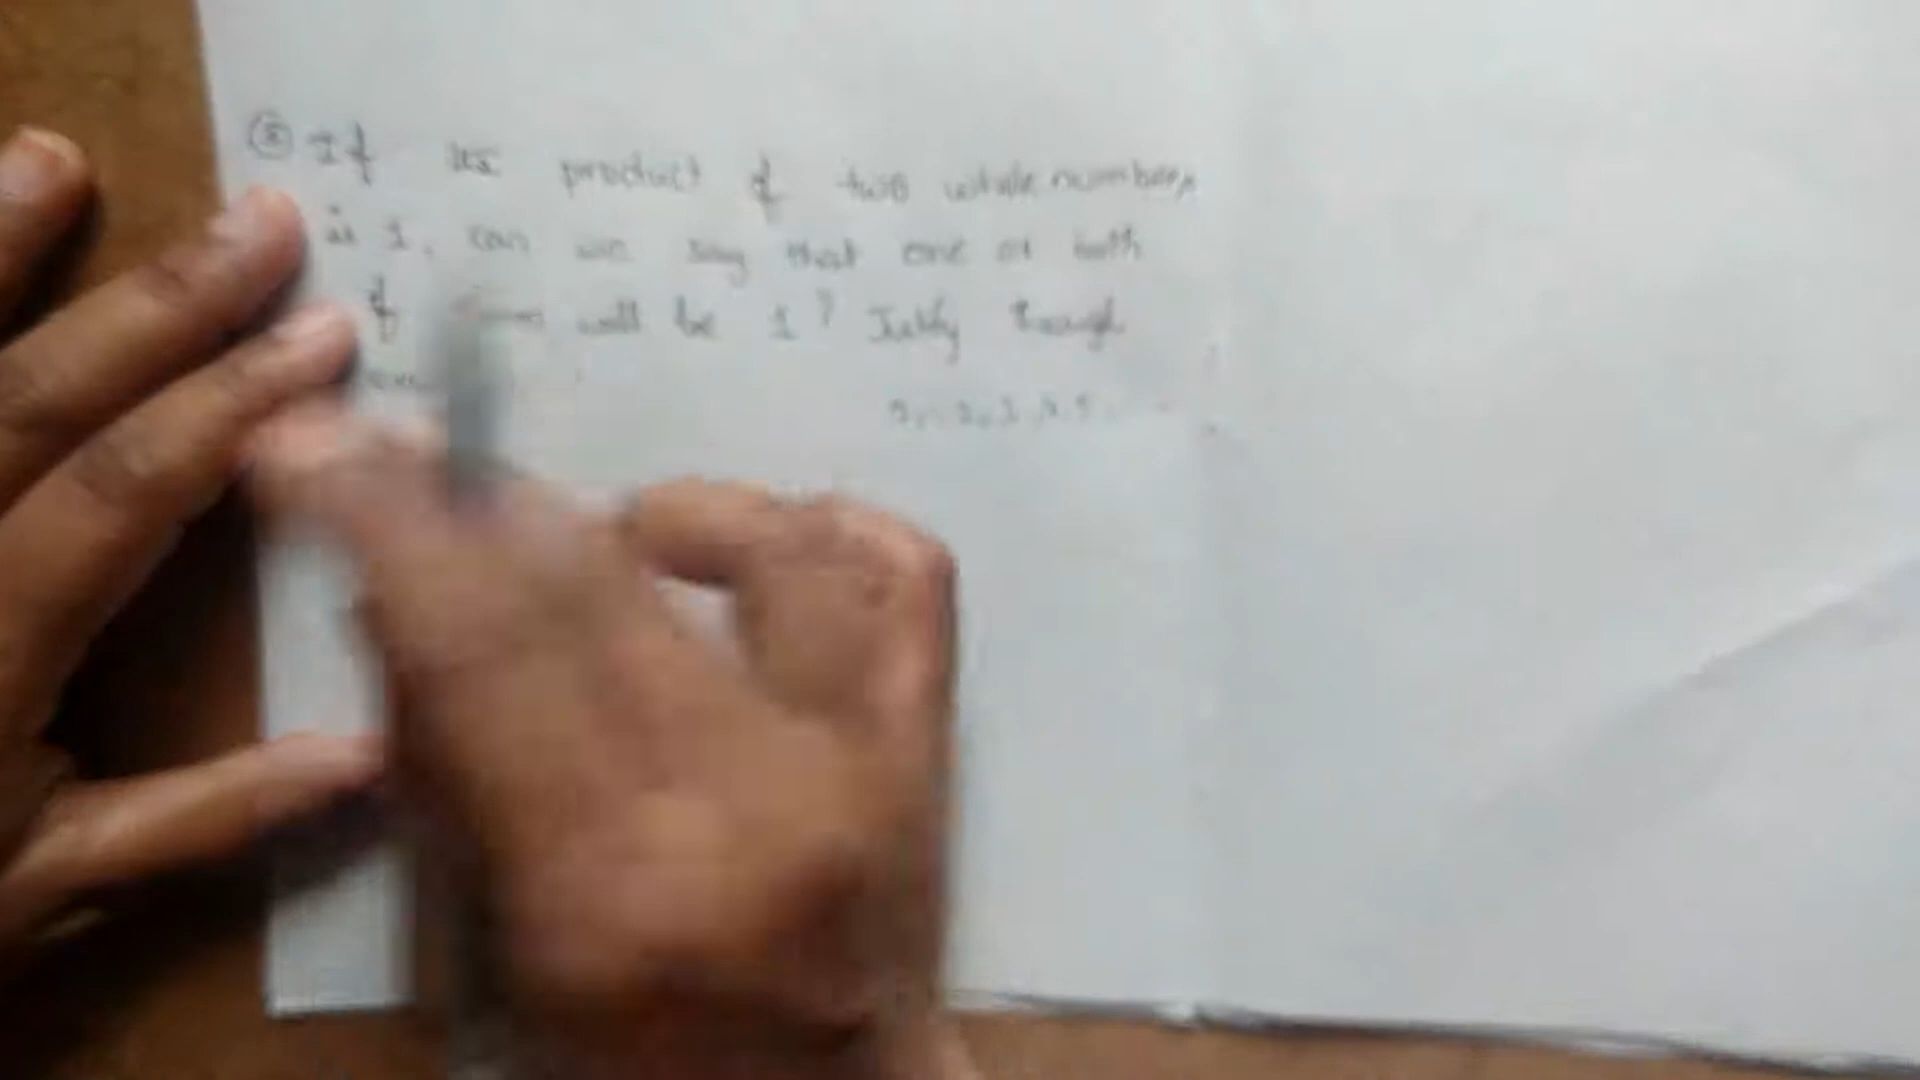 ⑤ If the product of two whole numbers
is 1, can we say that one or both
of will be 1? Justify through